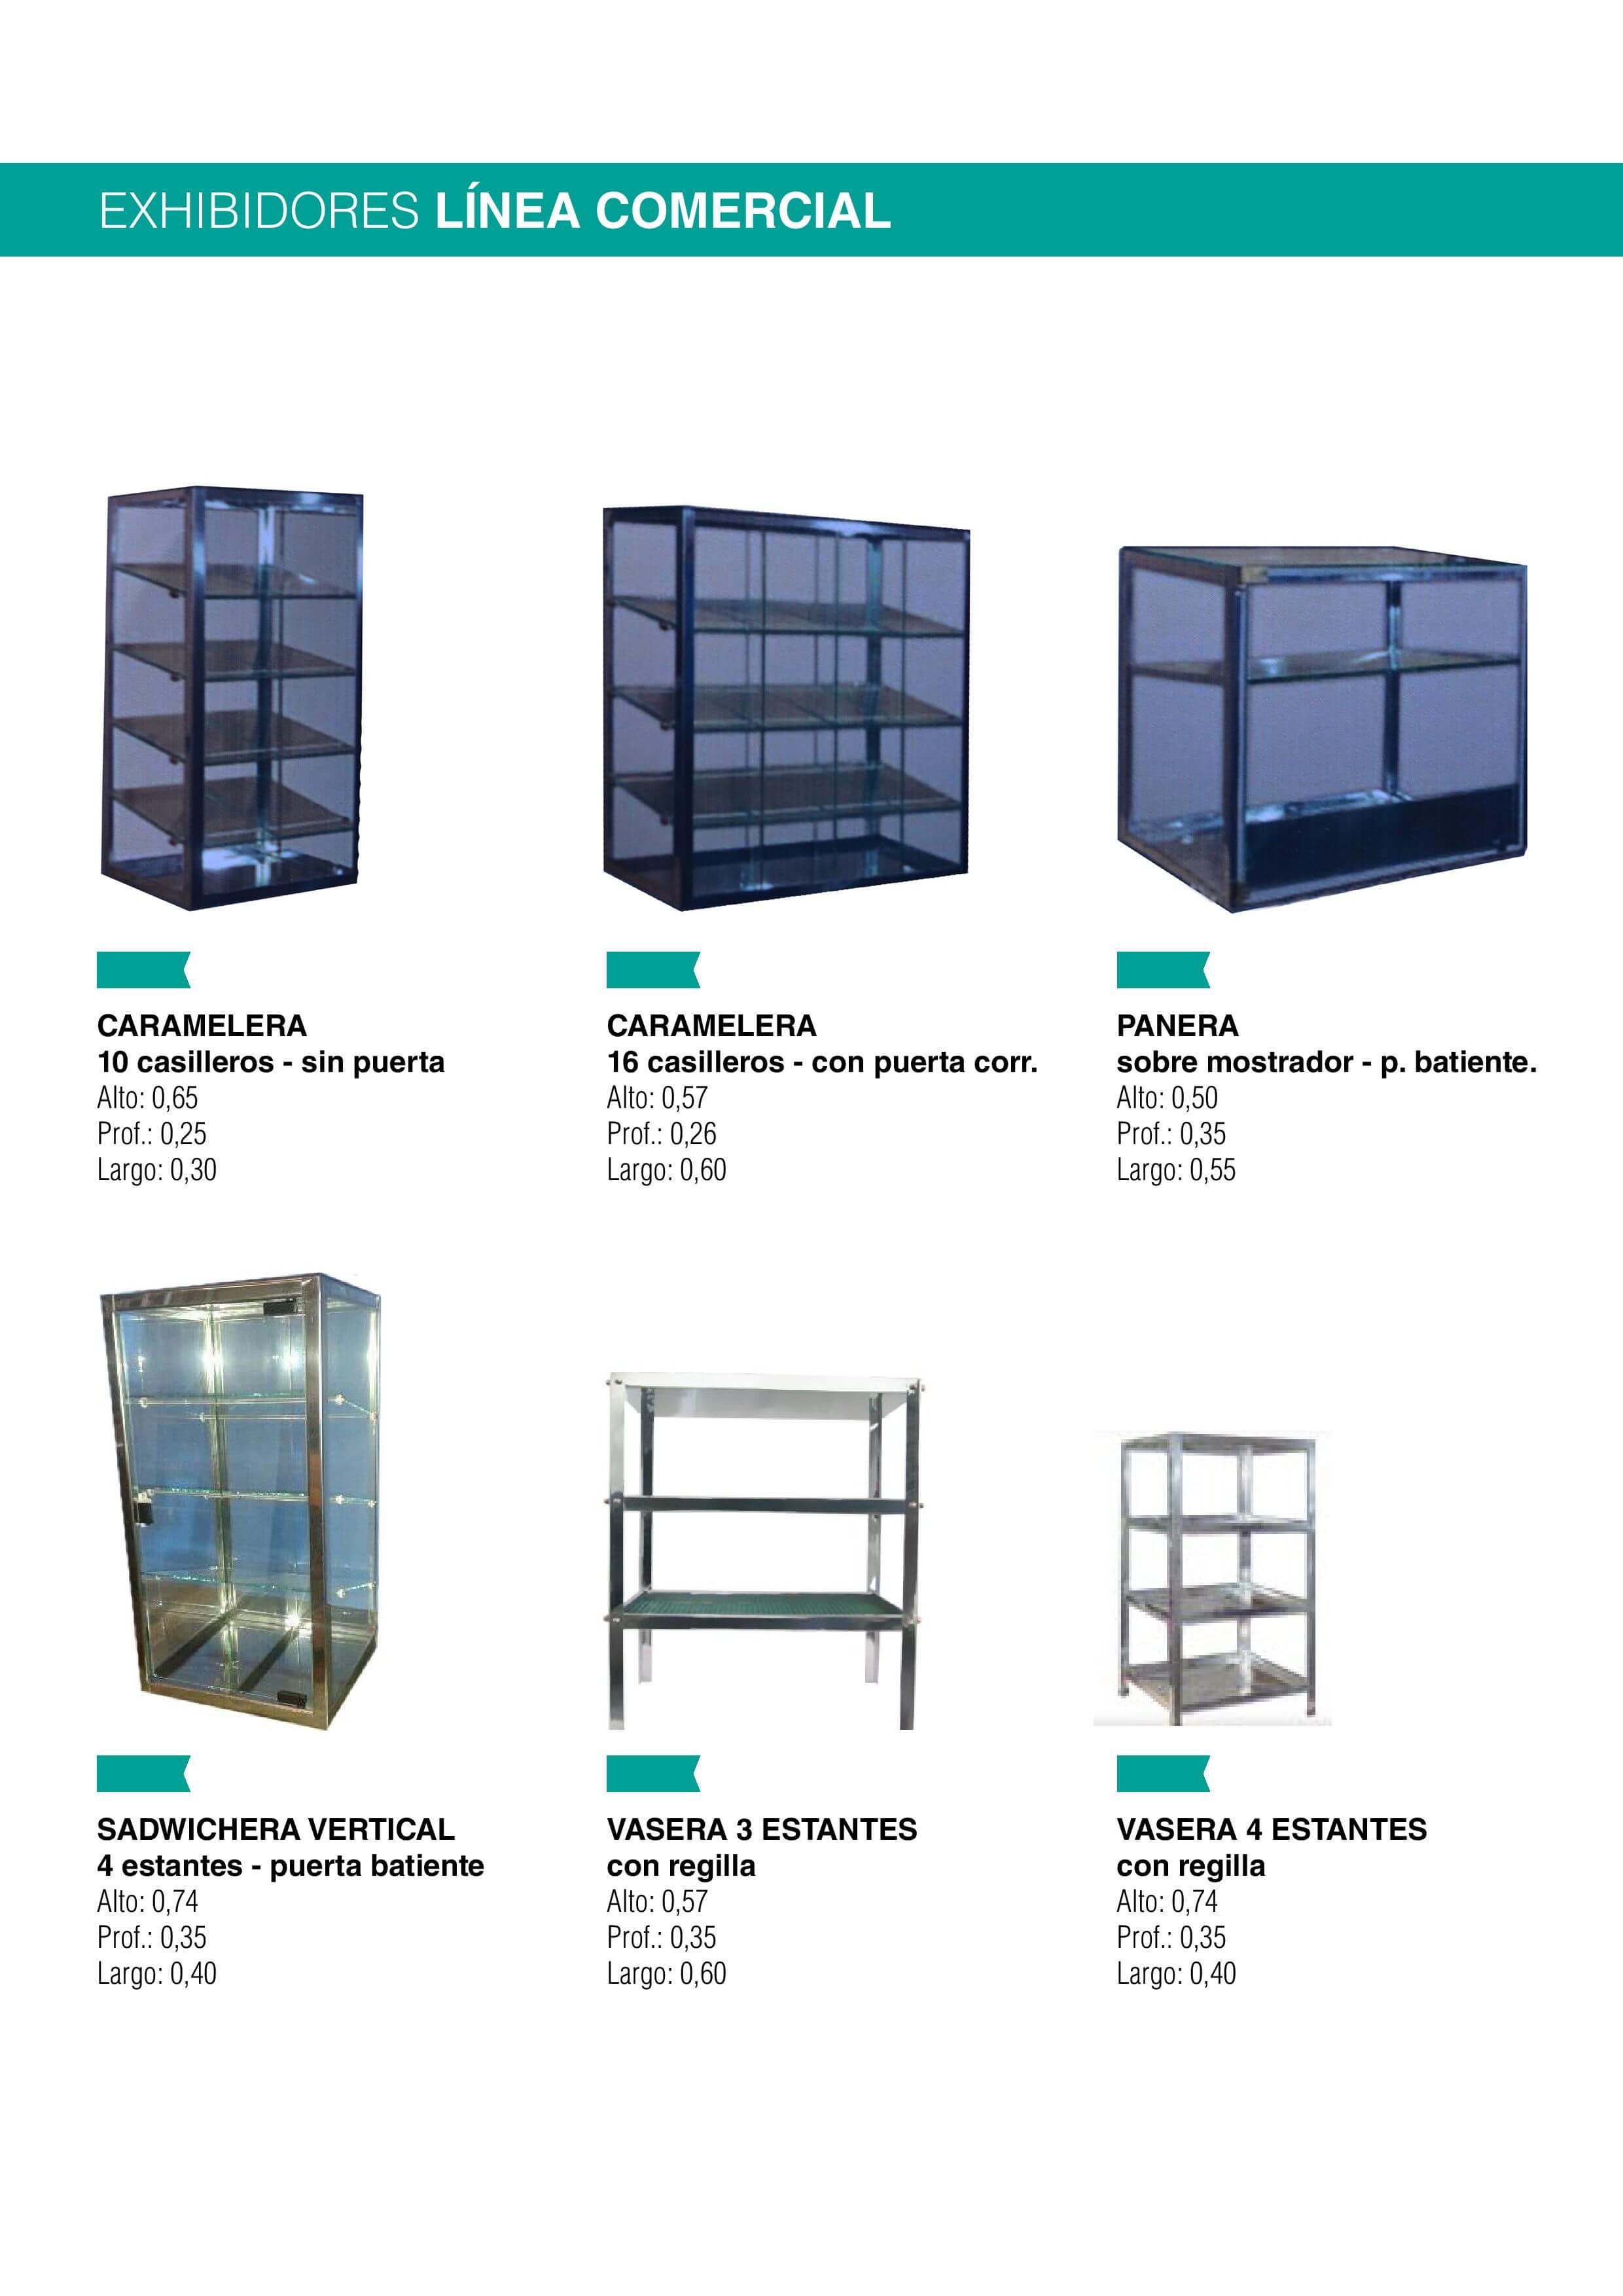 EXHIBIDORES LÍNEA COMERCIAL
CARAMELERA
10 casilleros - sin puerta
Alto: 0,65
Prof.: 0,25
Largo: 0,30
CARAMELERA
16 casilleros - con puerta corr.
Alto: 0,57
Prof.: 0,26
Largo: 0,60
PANERA
sobre mostrador - p. batiente.
Alto: 0,50
Prof.: 0,35
Largo: 0,55
SADWICHERA VERTICAL
4 estantes - puerta batiente
Alto: 0,74
Prof.: 0,35
Largo: 0,40
VASERA 3 ESTANTES
con regilla
Alto: 0,57
Prof.: 0,35
Largo: 0,60
VASERA 4 ESTANTES
con regilla
Alto: 0,74
Prof.: 0,35
Largo: 0,40